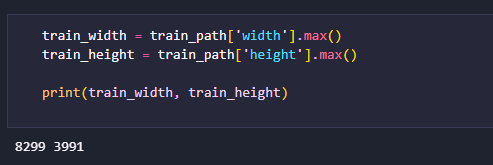 train_width = train_path['width'].max()
train_height = train_path['height'].max()
print(train_width, train_height)
8299 3991